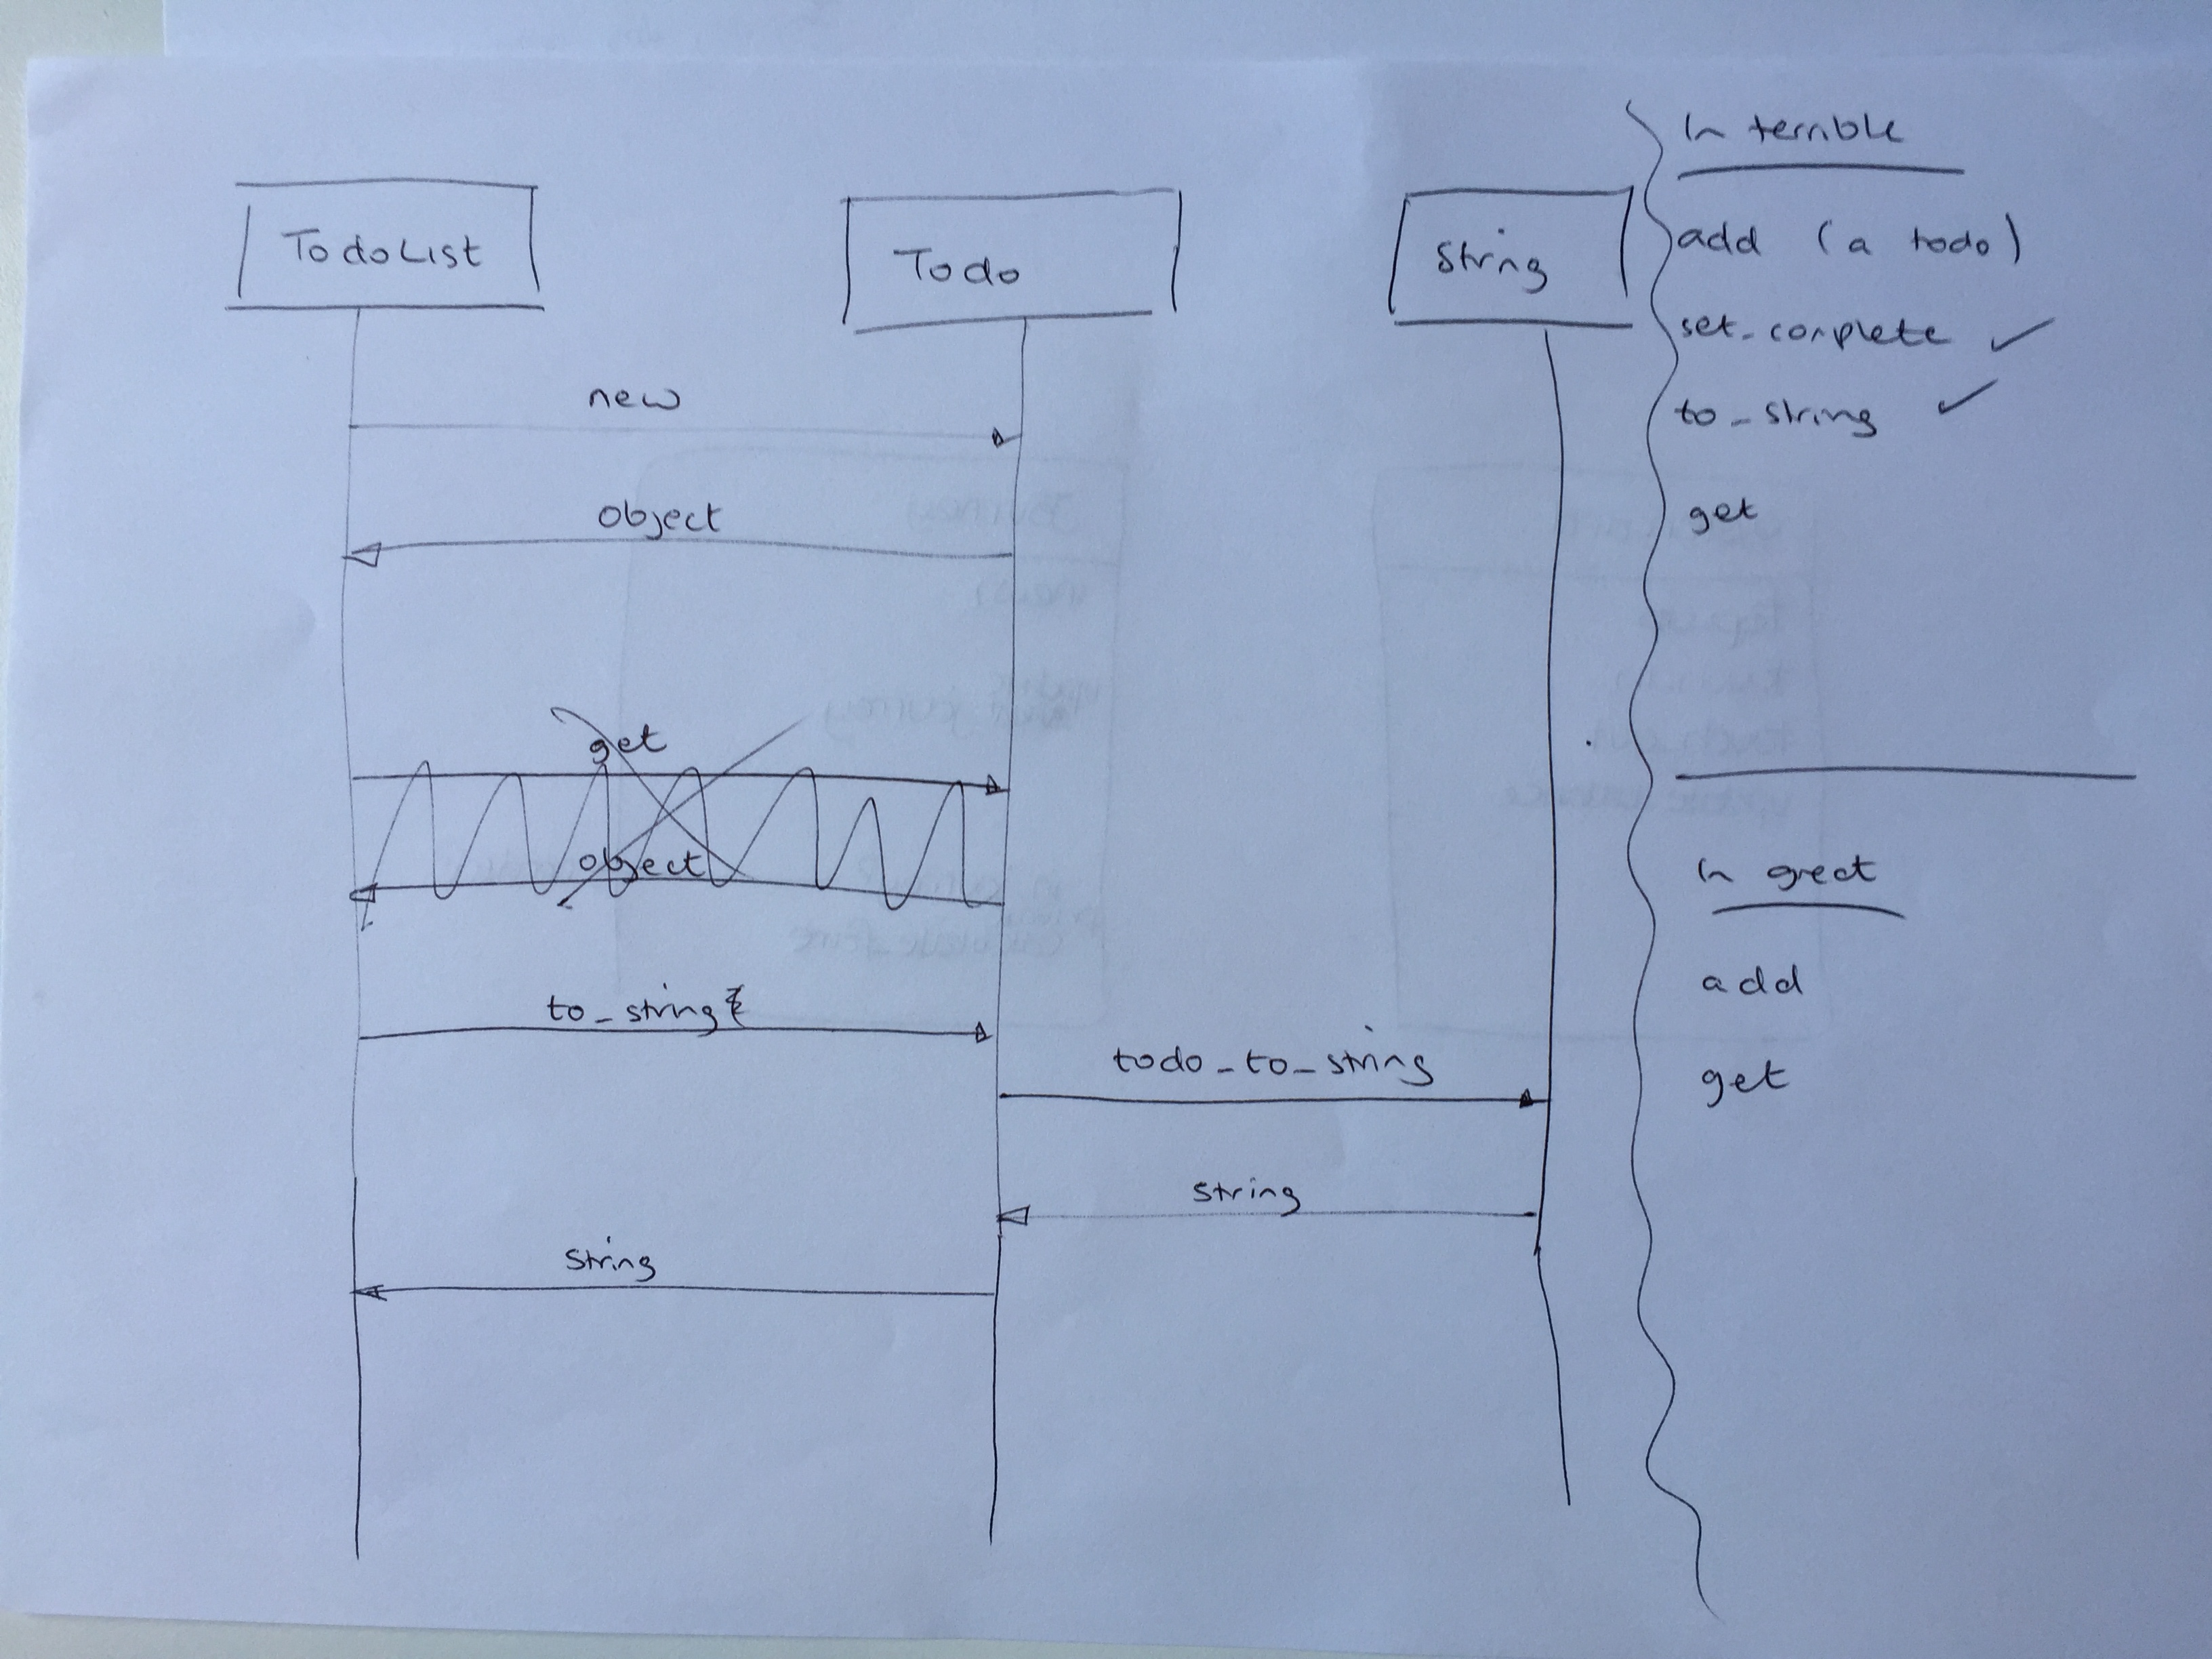 TodoList
Todo
String
new
object
get
object
to_string
todo_to_string
string
string
In terrible
add (a todo)
set_complete ✓
to_string ✓
get
In great
add
get